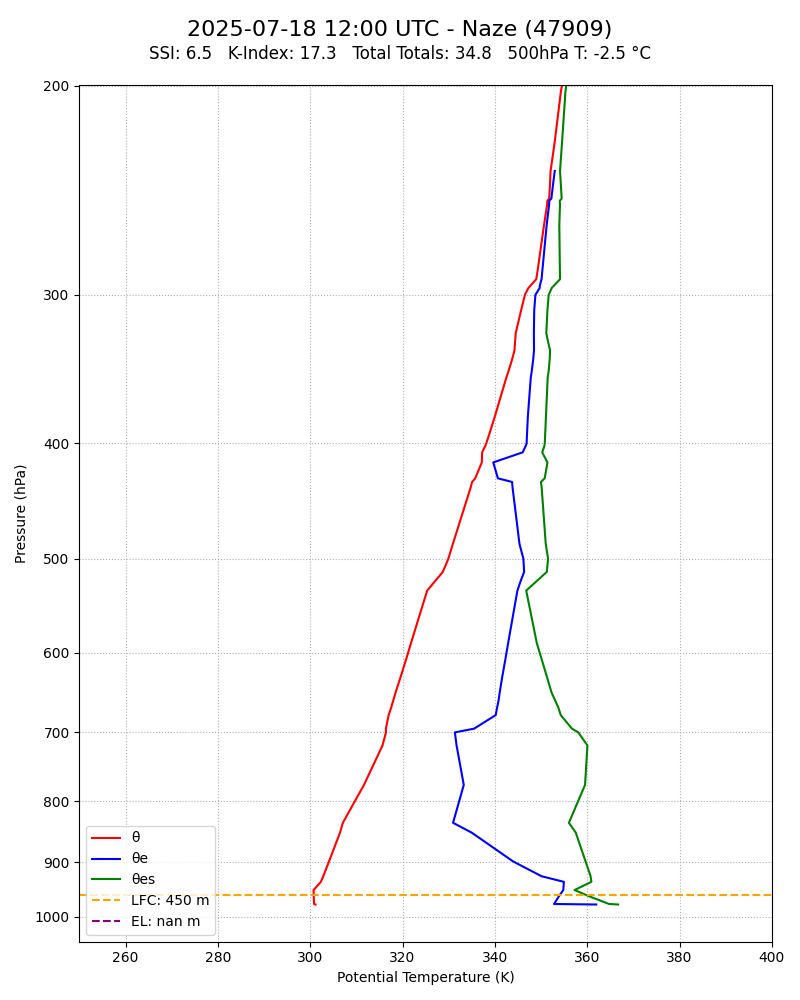 2025-07-18 12:00 UTC - Naze (47909)
SSI: 6.5   K-Index: 17.3   Total Totals: 34.8   500hPa T: -2.5 °C
200
300
400
500
600
700
800
900
1000
Pressure (hPa)
θ
θe
θes
LFC: 450 m
EL: nan m
260 280 300 320 340 360 380 400
Potential Temperature (K)